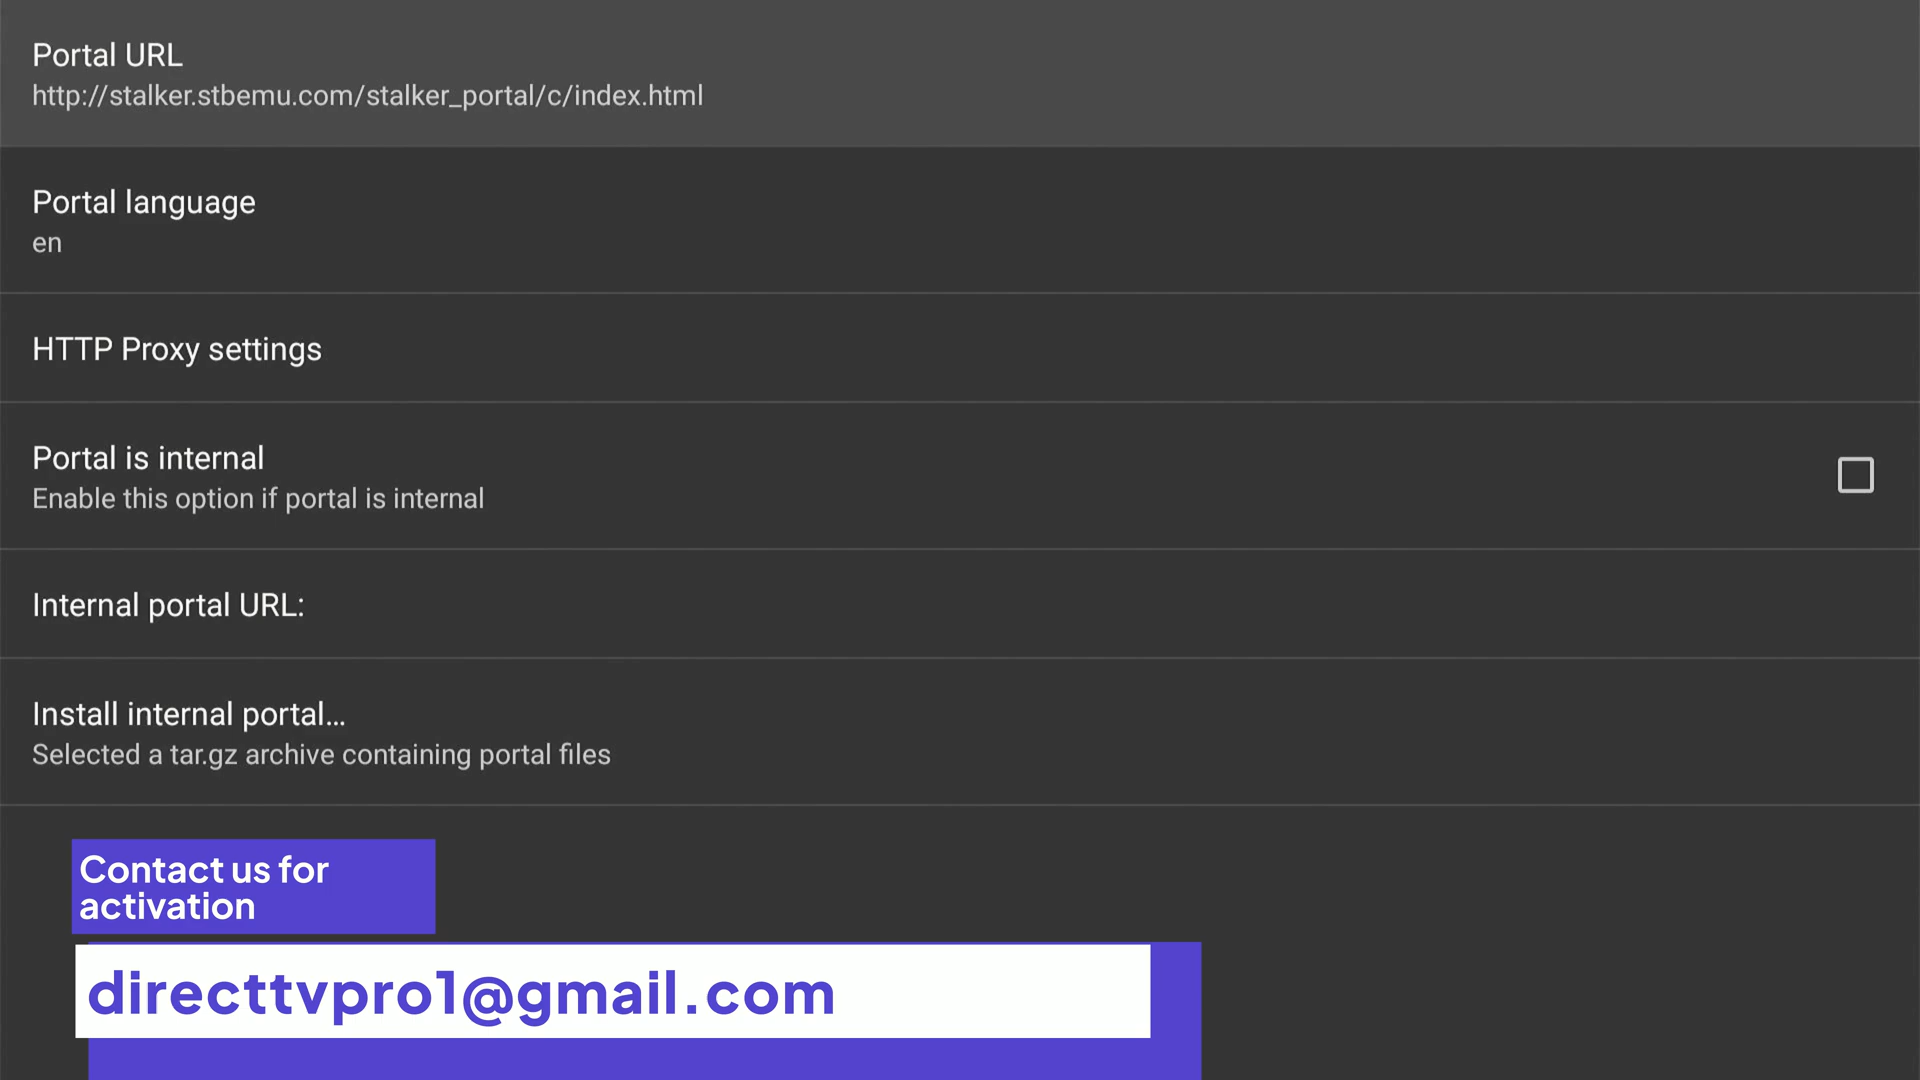 Portal URL
http://stalker.stbemu.com/stalker_portal/c/index.html
Portal language
en
HTTP Proxy settings
Portal is internal
Enable this option if portal is internal
Internal portal URL:
Install internal portal...
Selected a tar.gz archive containing portal files
Contact us for
activation
directtvpro1@gmail.com